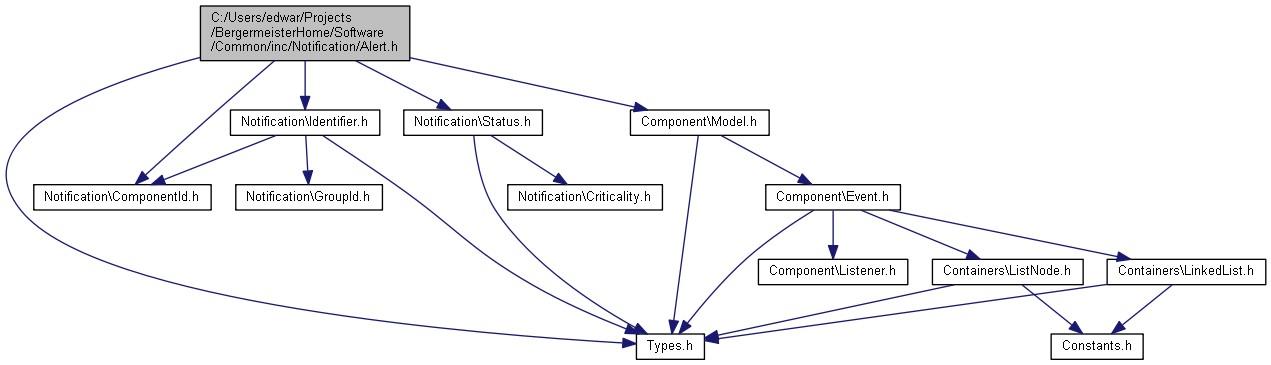 C:/Users/edwar/Projects
/BergermeisterHome/Software
/Common/inc/Notification/Alert.h
Notification\Identifier.h
Notification\Status.h
Component\Model.h
Notification\ComponentId.h
Notification\GroupId.h
Notification\Criticality.h
Component\Event.h
Component\Listener.h
Containers\ListNode.h
Containers\LinkedList.h
Types.h
Constants.h